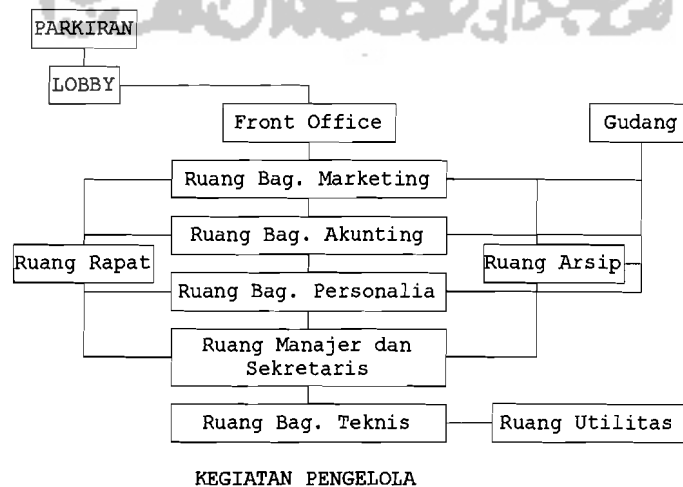 PARKIRAN
LOBBY
Front Office
Gudang
Ruang Bag. Marketing
Ruang Bag. Akunting
Ruang Rapat
Ruang Arsip
Ruang Bag. Personalia
Ruang Manajer dan
Sekretaris
Ruang Bag. Teknis
Ruang Utilitas
KEGIATAN PENGELOLA